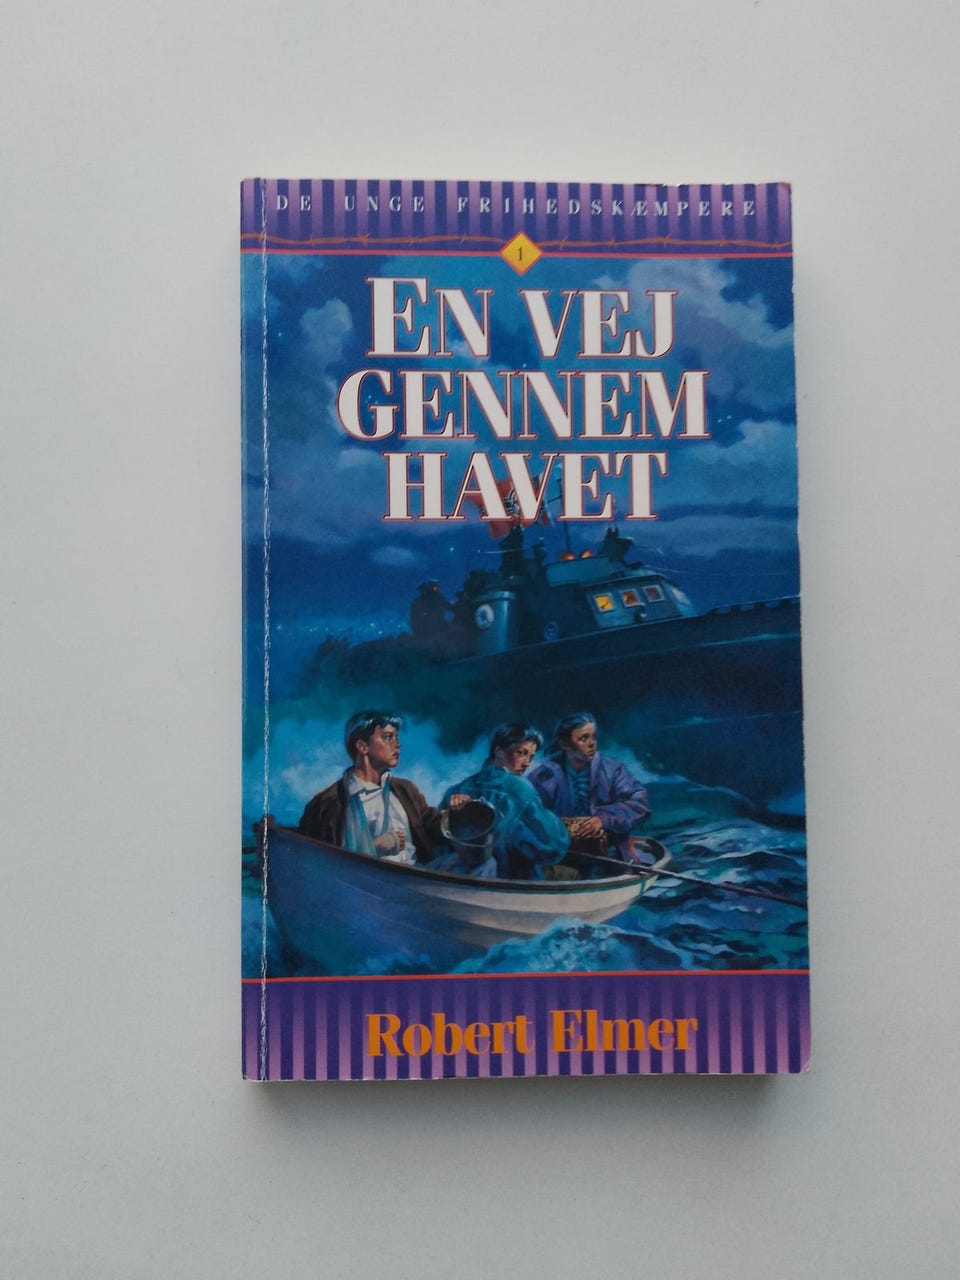 DE UNGE FRIHEDSKÆMPERE
1
EN VEJ
GENNEM
HAVET
Robert Elmer